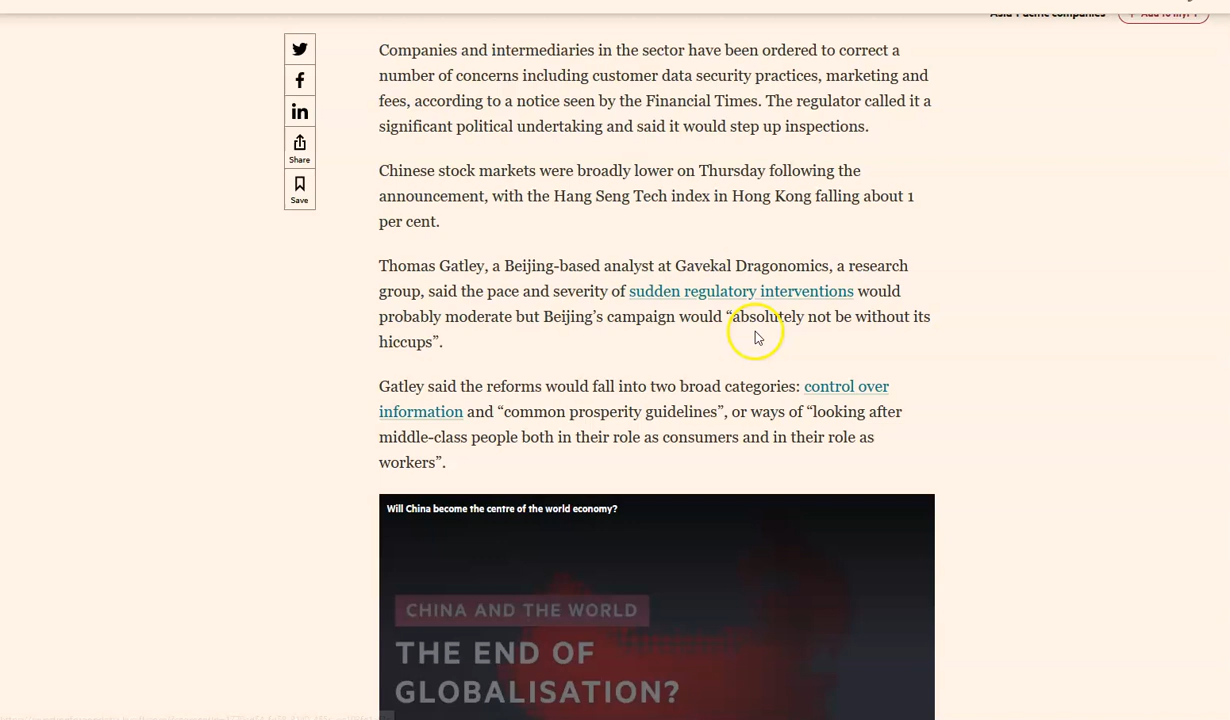 Asia-Pacific companies
Companies and intermediaries in the sector have been ordered to correct a
number of concerns including customer data security practices, marketing and
fees, according to a notice seen by the Financial Times. The regulator called it a
significant political undertaking and said it would step up inspections.
Share
Save
Chinese stock markets were broadly lower on Thursday following the
announcement, with the Hang Seng Tech index in Hong Kong falling about 1
per cent.
Thomas Gatley, a Beijing-based analyst at Gavekal Dragonomics, a research
group, said the pace and severity of sudden regulatory interventions would
probably moderate but Beijing’s campaign would “absolutely not be without its
hiccups”.
Gatley said the reforms would fall into two broad categories: control over
information and “common prosperity guidelines”, or ways of “looking after
middle-class people both in their role as consumers and in their role as
workers”.
Will China become the centre of the world economy?
CHINA AND THE WORLD
THE END OF
GLOBALISATION?